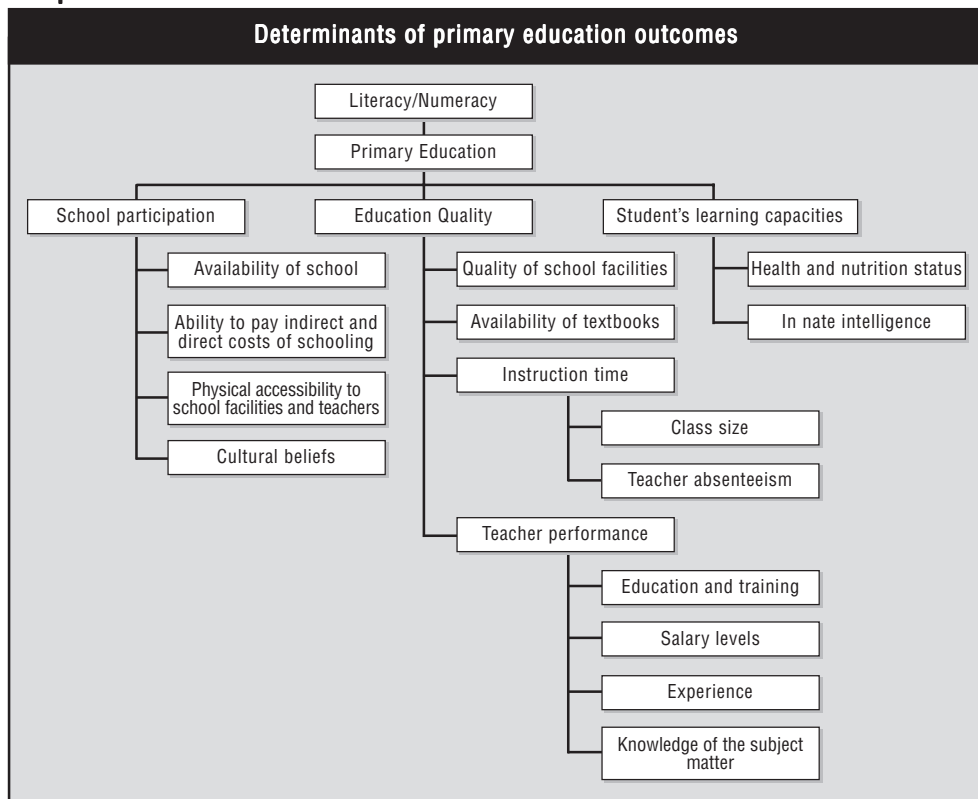 Determinants of primary education outcomes
Literacy/Numeracy
Primary Education
School participation
Availability of school
Ability to pay indirect and
direct costs of schooling
Physical accessibility to
school facilities and teachers
Cultural beliefs
Education Quality
Quality of school facilities
Availability of textbooks
Instruction time
Class size
Teacher absenteeism
Teacher performance
Education and training
Salary levels
Experience
Knowledge of the subject
matter
Student's learning capacities
Health and nutrition status
In nate intelligence